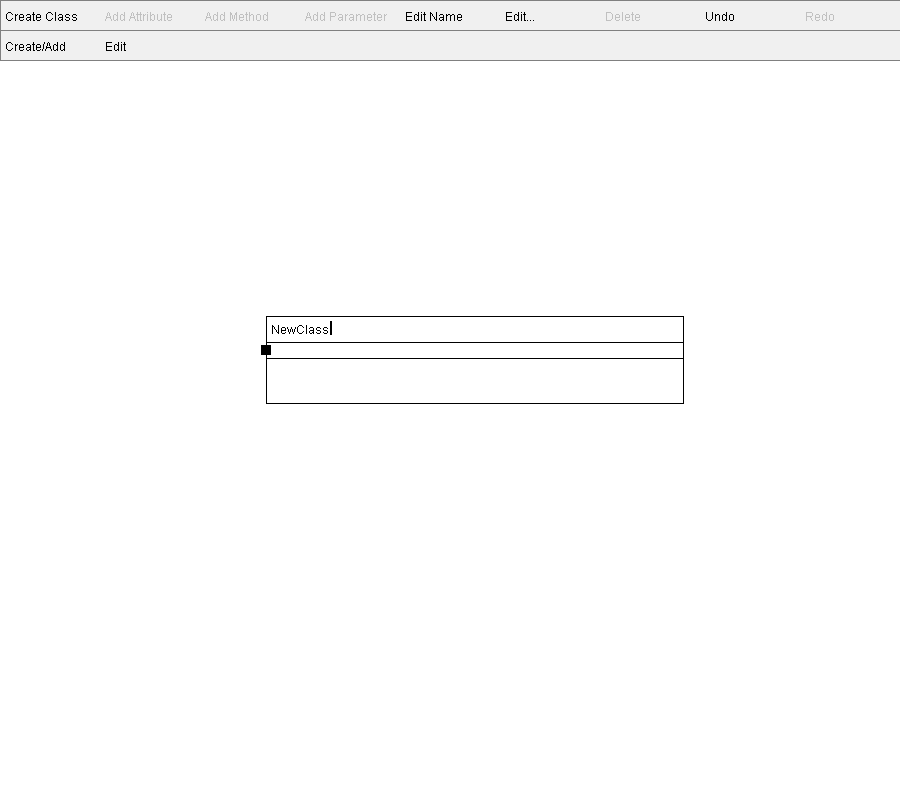 Create Class Add Attribute Add Method Add Parameter Edit Name Edit... Delete Undo Redo
Create/Add Edit
NewClass